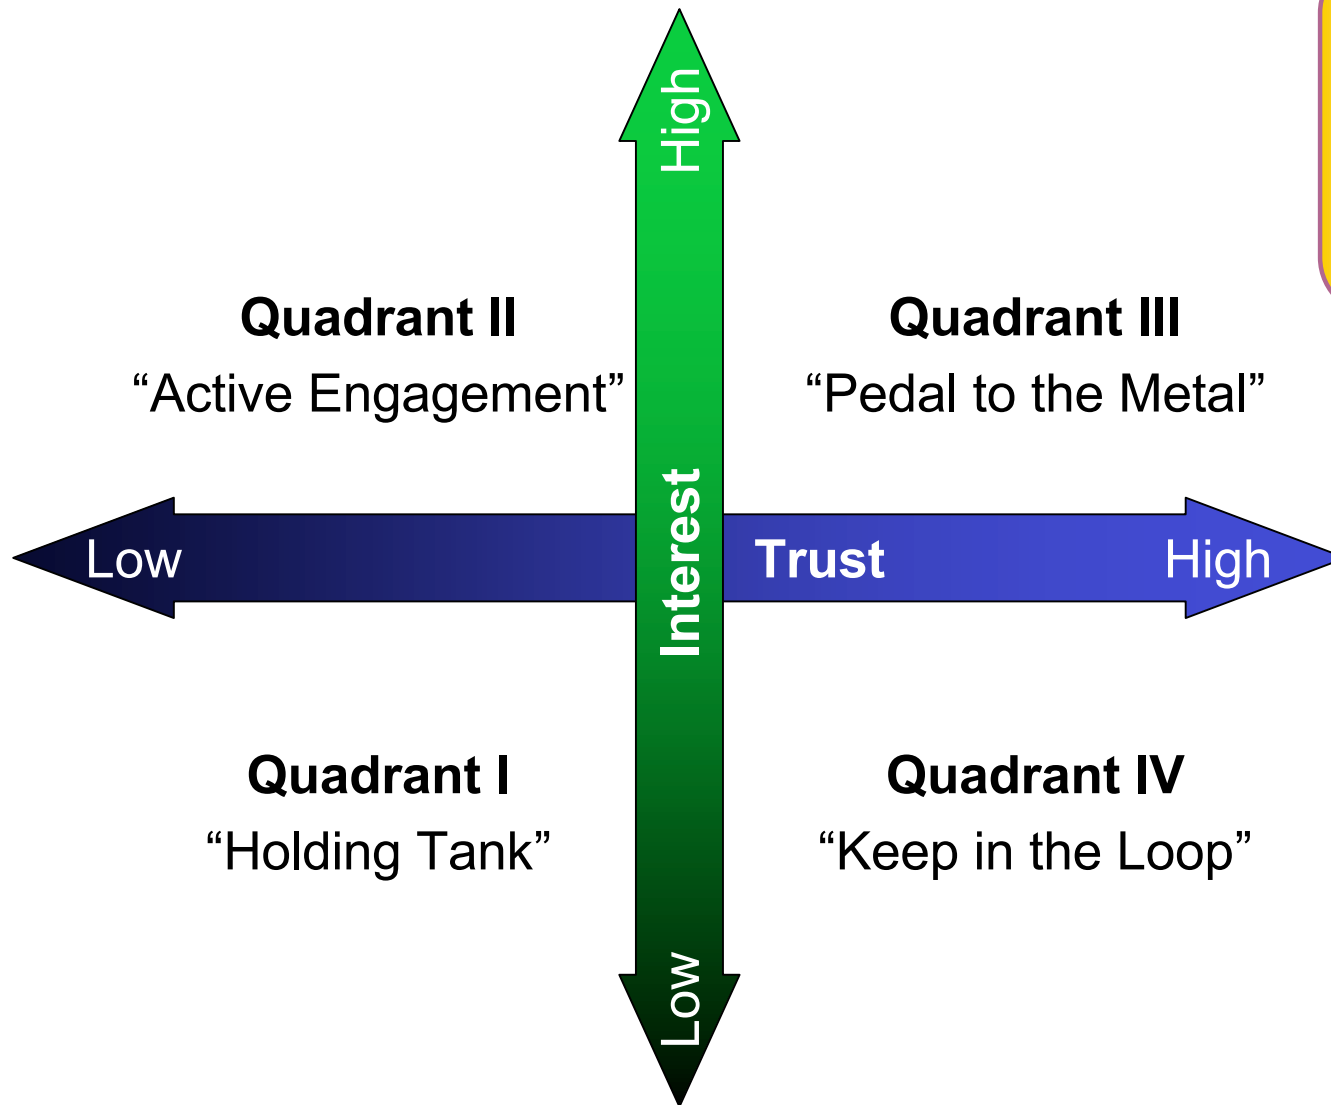 High
Quadrant II
“Active Engagement”
Quadrant III
“Pedal to the Metal”
Low
Interest
Trust
High
Quadrant I
“Holding Tank”
Quadrant IV
“Keep in the Loop”
Low